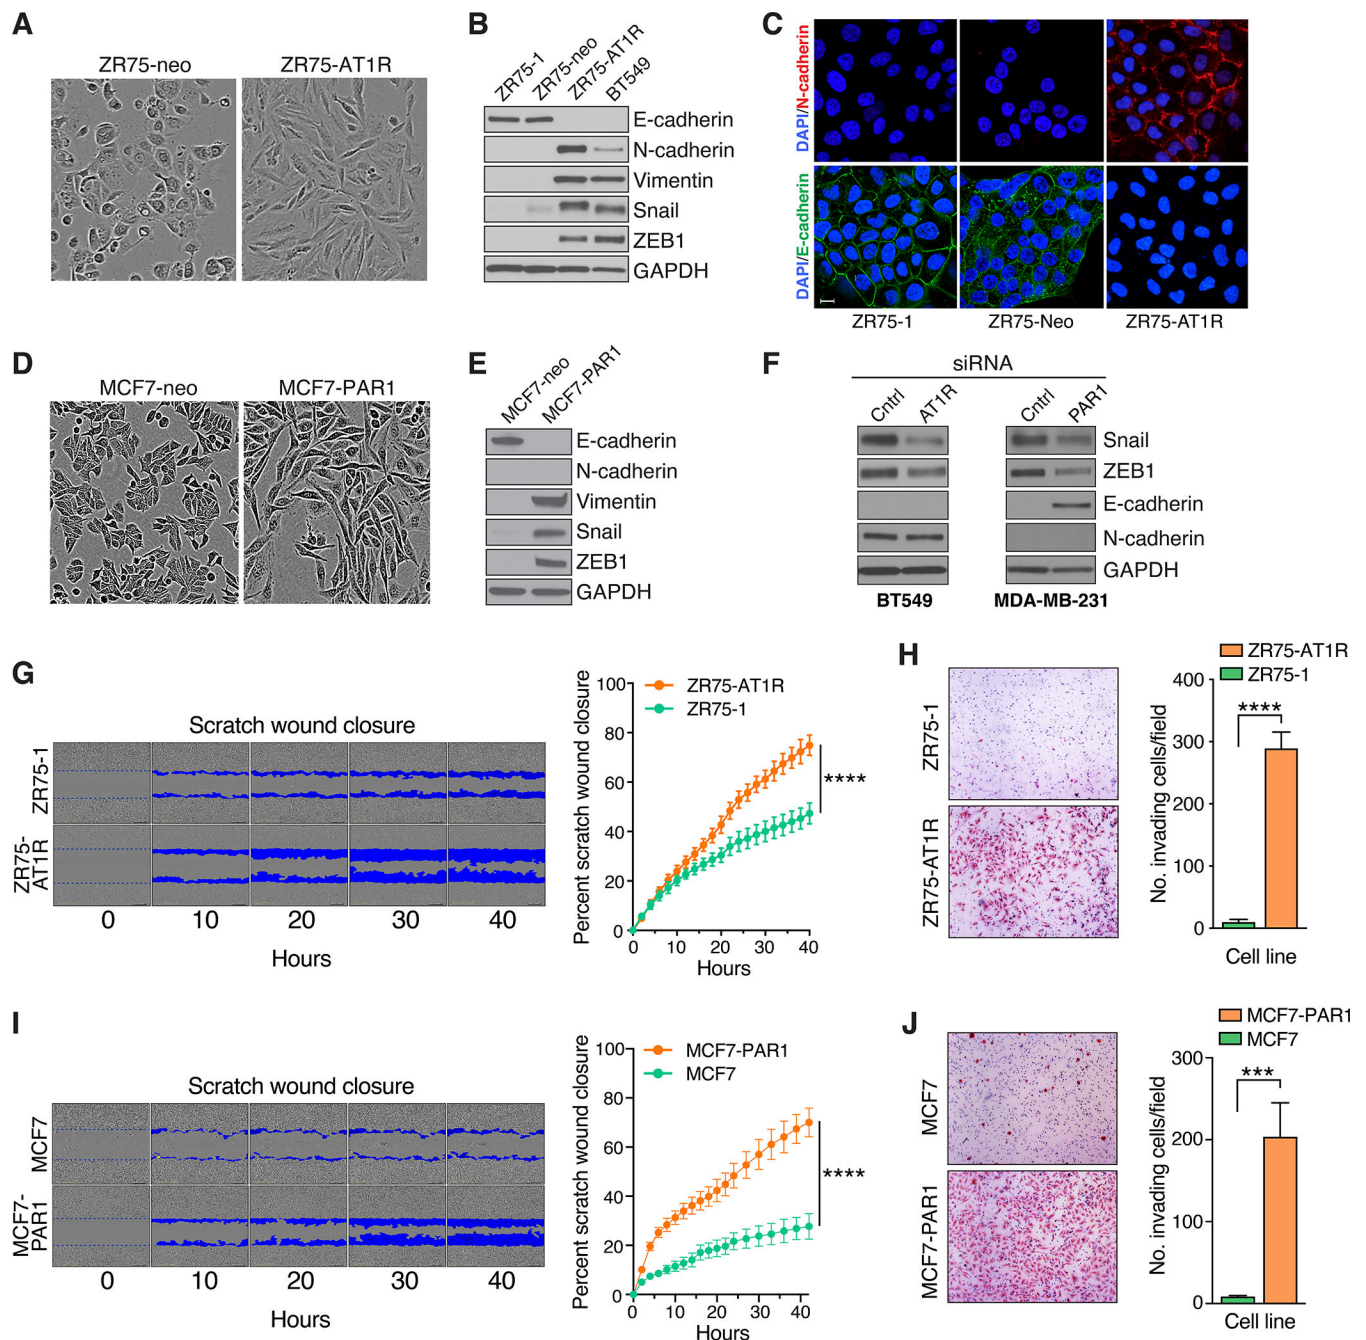 A
ZR75-neo
ZR75-AT1R
B
ZR75-1
ZR75-neo
ZR75-AT1R
BT549
E-cadherin
N-cadherin
Vimentin
Snail
ZEB1
GAPDH
C
DAPI/N-cadherin
DAPI/E-cadherin
ZR75-1
ZR75-Neo
ZR75-AT1R
D
MCF7-neo
MCF7-PAR1
E
MCF7-neo
MCF7-PAR1
E-cadherin
N-cadherin
Vimentin
Snail
ZEB1
GAPDH
F
siRNA
Cntrl
AT1R
Cntrl
PAR1
Snail
ZEB1
E-cadherin
N-cadherin
GAPDH
BT549
MDA-MB-231
G
Scratch wound closure
ZR75-1
ZR75-
AT1R
0 10 20 30 40
Hours
Percent scratch wound closure
100
80
60
40
20
0
ZR75-AT1R
ZR75-1
****
0 10 20 30 40
Hours
H
ZR75-1
ZR75-AT1R
ZR75-AT1R
ZR75-1
No. invading cells/field
400
300
200
100
0
****
Cell line
I
Scratch wound closure
MCF7
MCF7-
PAR1
0 10 20 30 40
Hours
Percent scratch wound closure
100
80
60
40
20
0
MCF7-PAR1
MCF7
****
0 10 20 30 40
Hours
J
MCF7
MCF7-PAR1
MCF7-PAR1
MCF7
No. invading cells/field
300
200
100
0
***
Cell line